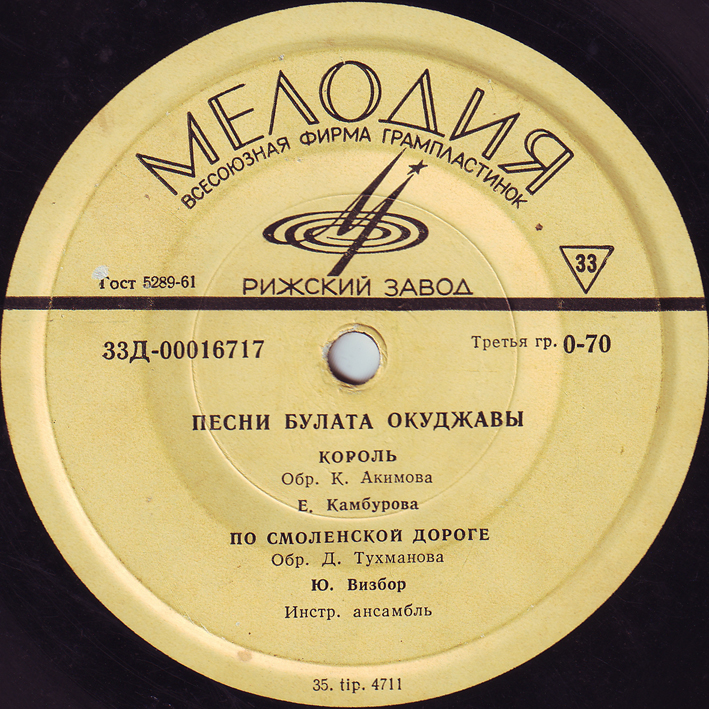 МЕЛОДИЯ
ВСЕСОЮЗНАЯ ФИРМА ГРАМПЛАСТИНОК
33
Гост 5289-61
РИЖСКИЙ ЗАВОД
33Д-00016717
Третья гр. 0-70
ПЕСНИ БУЛАТА ОКУДЖАВЫ
КОРОЛЬ
Обр. К. Акимова
Е. Камбурова
ПО СМОЛЕНСКОЙ ДОРОГЕ
Обр. Д. Тухманова
Ю. Визбор
Инстр. ансамбль
35. tip. 4711